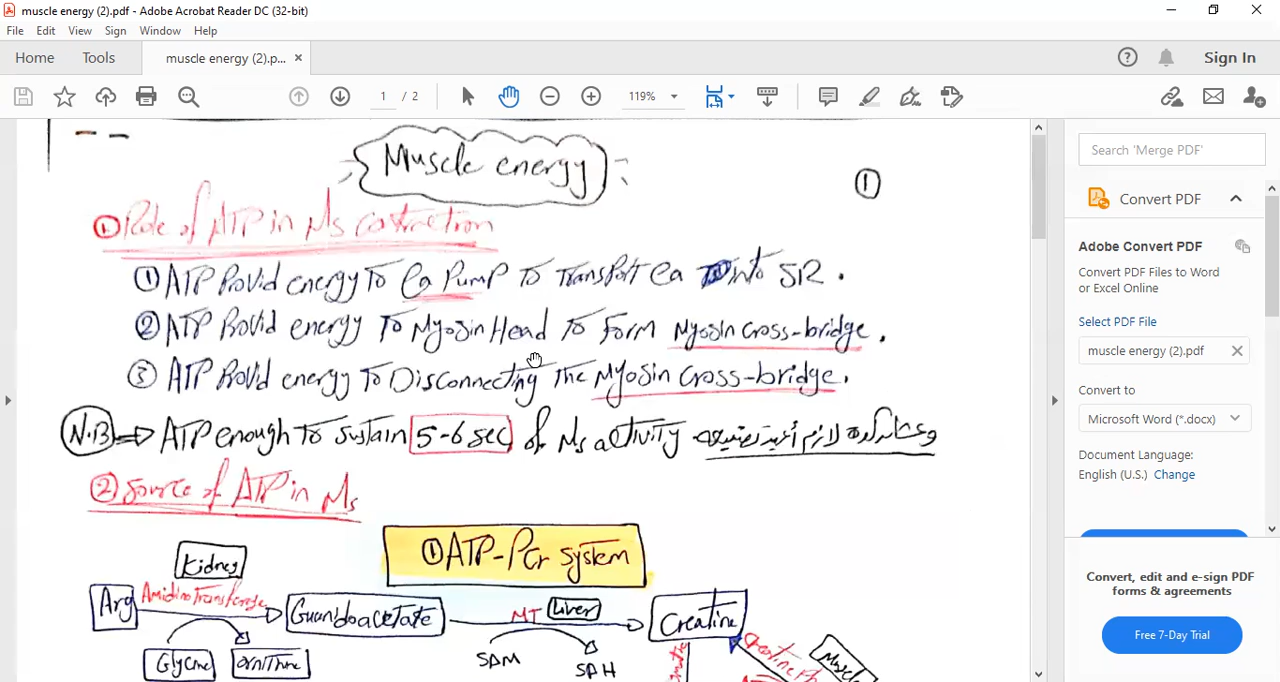 muscle energy (2).pdf - Adobe Acrobat Reader DC (32-bit)
File Edit View Sign Window Help
Home Tools muscle energy (2).p... × Sign In
1 / 2 119%
Muscle energy
①
① Role of ATP in Ms contraction
① ATP Provid energy To Ca Pump To Transport Ca into SR.
② ATP Provid energy To Myosin Head To Form Myosin cross-bridge.
③ ATP Provid energy To Disconnecting The Myosin cross-bridge.
N.B ⇒ ATP enough To sustain 5-6 sec of Ms activity وعشان كده لازم أعيد تصنيعه
② Source of ATP in Ms
① ATP-PCr system
Kidney
Arg Amidinotransferase Guanidoacetate MT Liver Creatine
Glycine ornithine SAM SAH Muscle
Search 'Merge PDF'
Convert PDF
Adobe Convert PDF
Convert PDF Files to Word
or Excel Online
Select PDF File
muscle energy (2).pdf
Convert to
Microsoft Word (*.docx)
Document Language:
English (U.S.) Change
Convert, edit and e-sign PDF
forms & agreements
Free 7-Day Trial